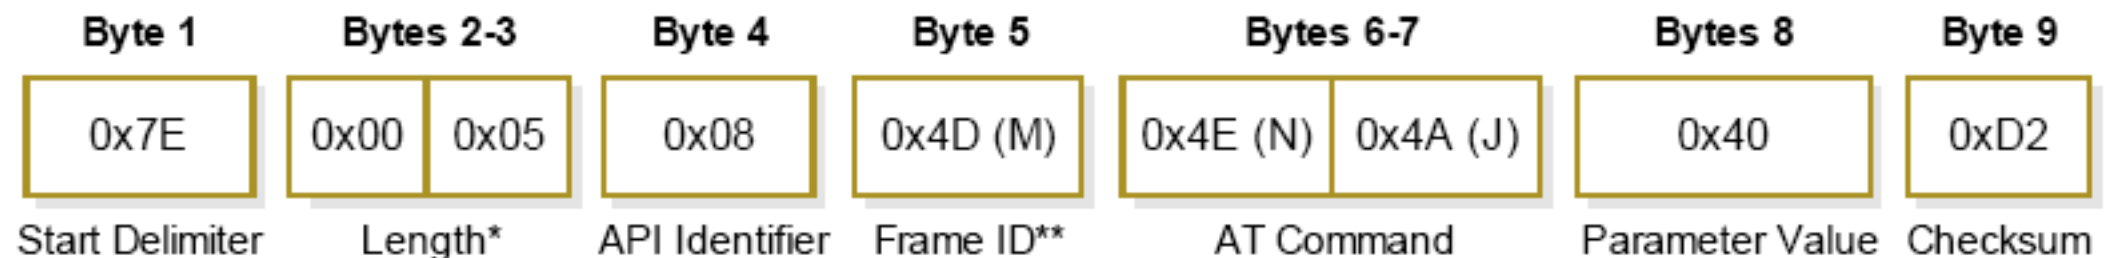 Byte 1 Bytes 2-3 Byte 4 Byte 5 Bytes 6-7 Bytes 8 Byte 9
0x7E 0x00 0x05 0x08 0x4D (M) 0x4E (N) 0x4A (J) 0x40 0xD2
Start Delimiter Length* API Identifier Frame ID** AT Command Parameter Value Checksum